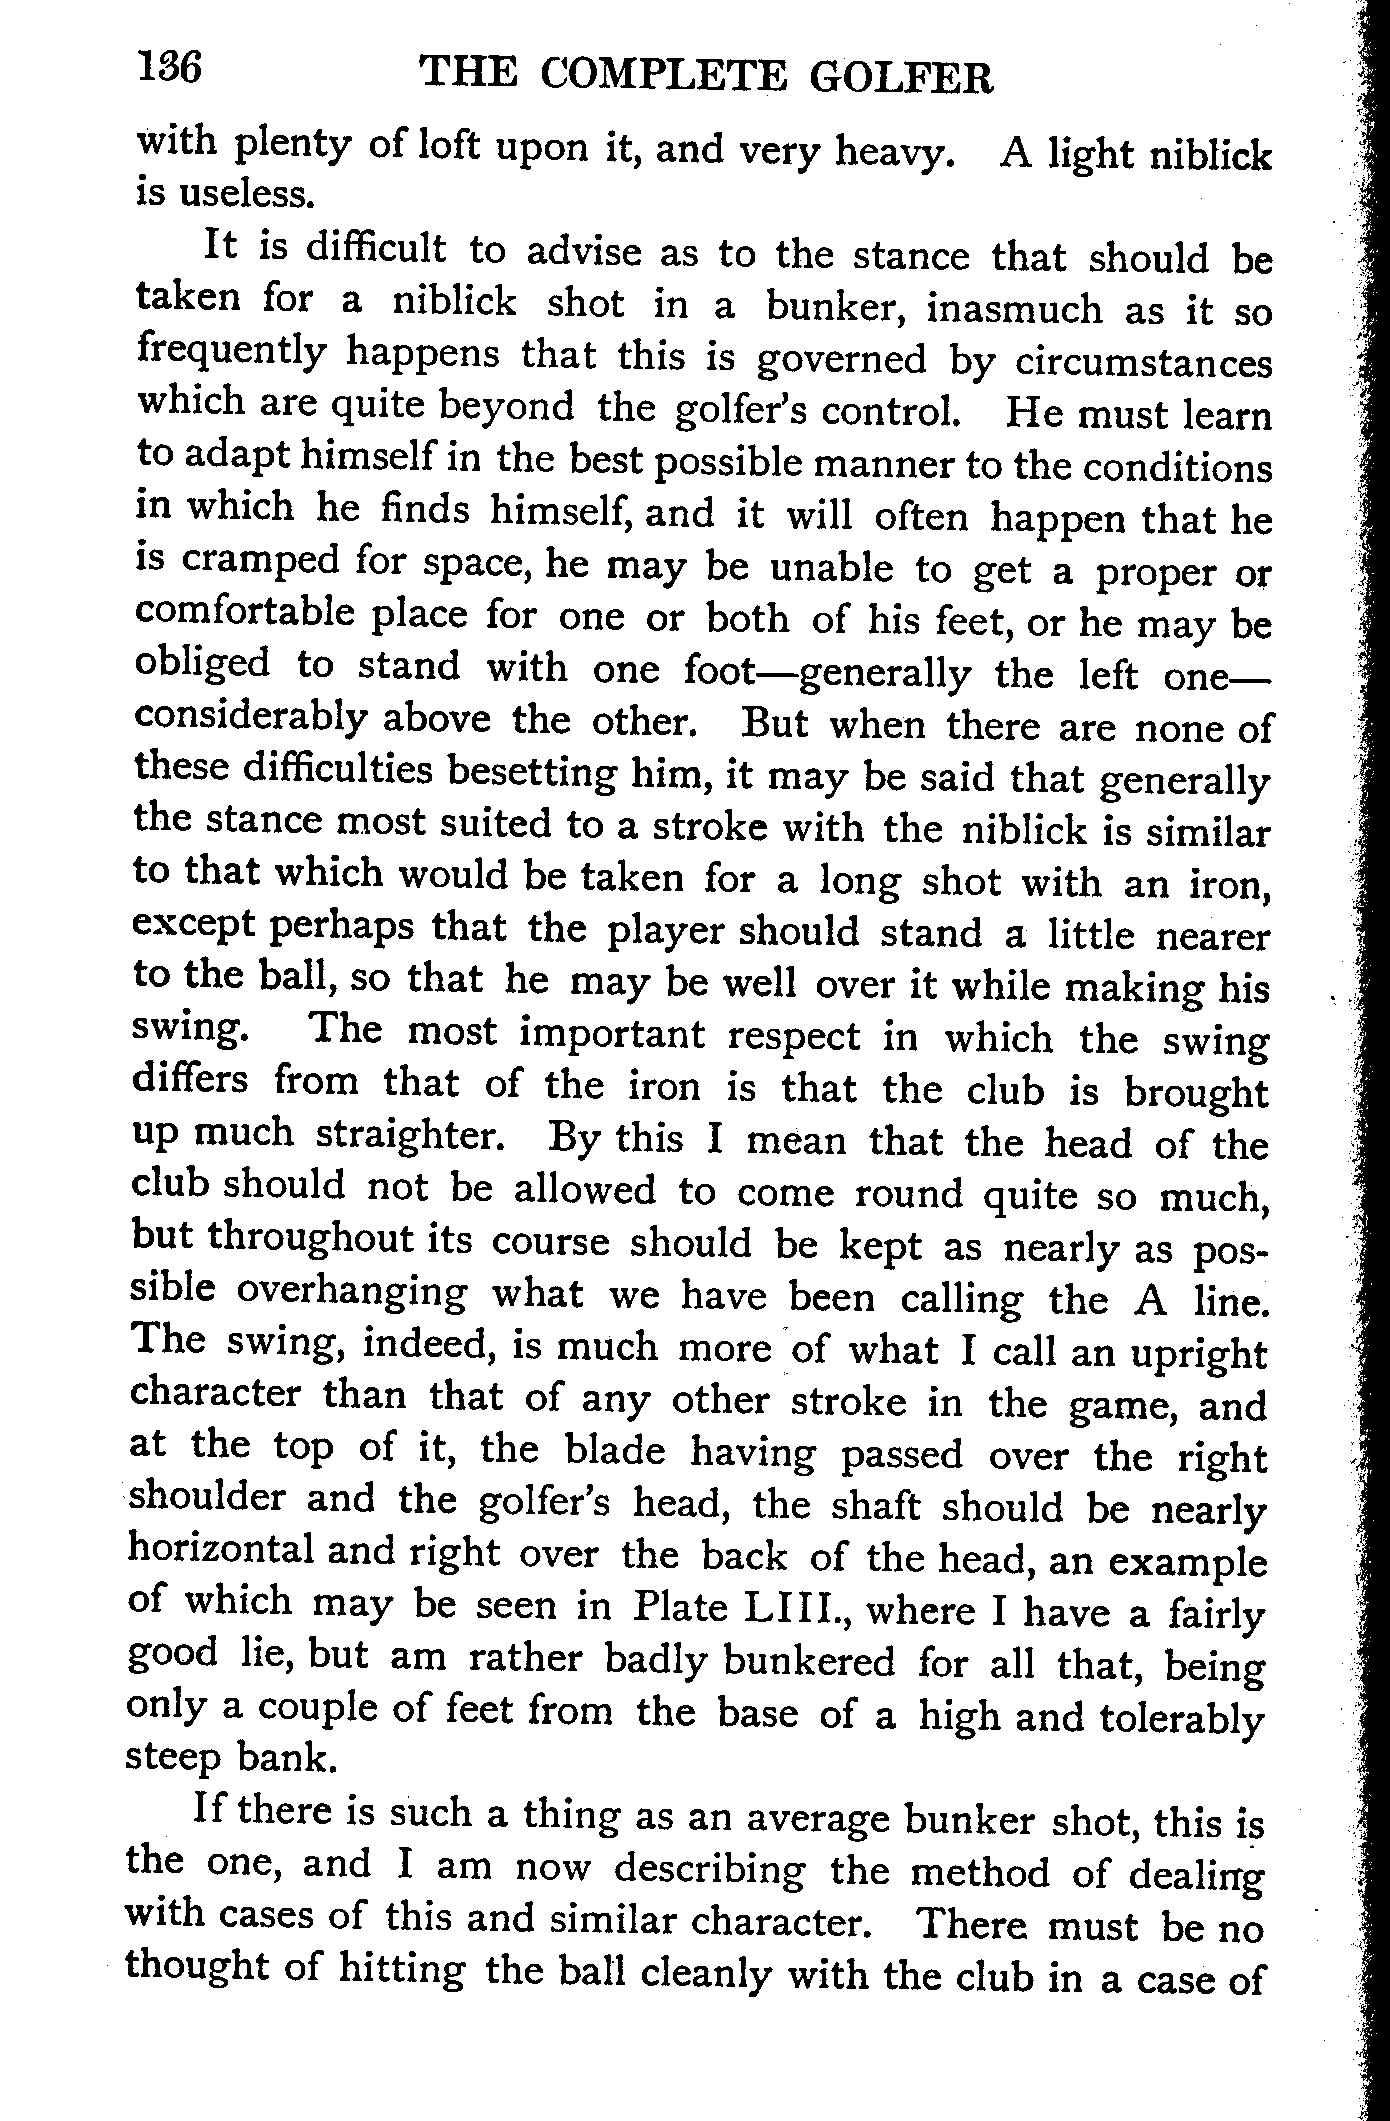 136 THE COMPLETE GOLFER
with plenty of loft upon it, and very heavy. A light niblick
is useless.
It is difficult to advise as to the stance that should be
taken for a niblick shot in a bunker, inasmuch as it so
frequently happens that this is governed by circumstances
which are quite beyond the golfer's control. He must learn
to adapt himself in the best possible manner to the conditions
in which he finds himself, and it will often happen that he
is cramped for space, he may be unable to get a proper or
comfortable place for one or both of his feet, or he may be
obliged to stand with one foot—generally the left one—
considerably above the other. But when there are none of
these difficulties besetting him, it may be said that generally
the stance most suited to a stroke with the niblick is similar
to that which would be taken for a long shot with an iron,
except perhaps that the player should stand a little nearer
to the ball, so that he may be well over it while making his
swing. The most important respect in which the swing
differs from that of the iron is that the club is brought
up much straighter. By this I mean that the head of the
club should not be allowed to come round quite so much,
but throughout its course should be kept as nearly as pos-
sible overhanging what we have been calling the A line.
The swing, indeed, is much more of what I call an upright
character than that of any other stroke in the game, and
at the top of it, the blade having passed over the right
shoulder and the golfer's head, the shaft should be nearly
horizontal and right over the back of the head, an example
of which may be seen in Plate LIII., where I have a fairly
good lie, but am rather badly bunkered for all that, being
only a couple of feet from the base of a high and tolerably
steep bank.
If there is such a thing as an average bunker shot, this is
the one, and I am now describing the method of dealing
with cases of this and similar character. There must be no
thought of hitting the ball cleanly with the club in a case of